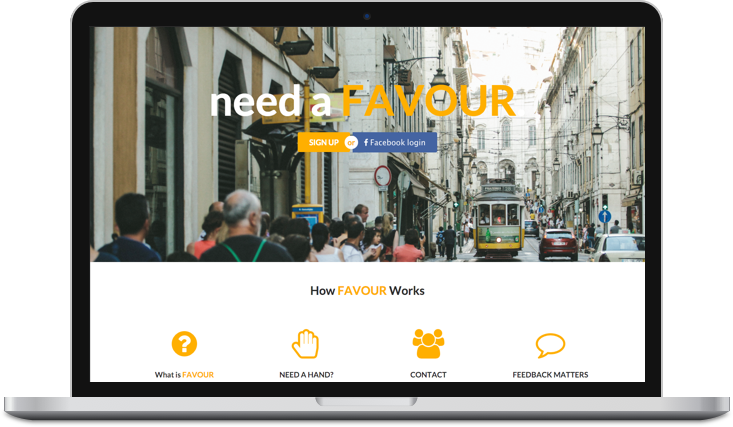 need a FAVOUR
SIGN UP or f Facebook login
How FAVOUR Works
?
What is FAVOUR
NEED A HAND?
CONTACT
FEEDBACK MATTERS